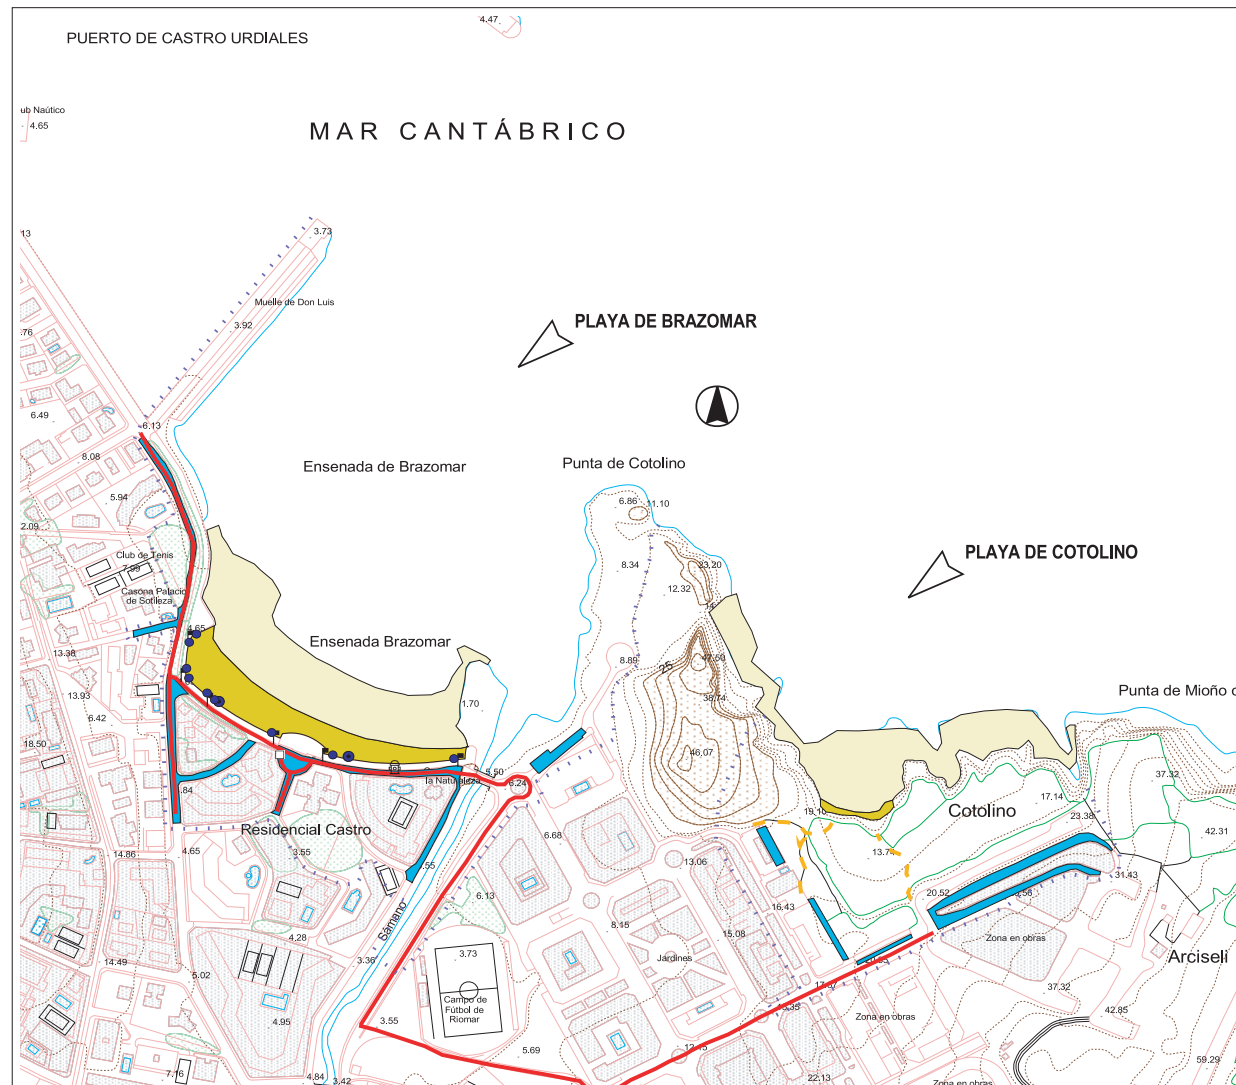 4.47
PUERTO DE CASTRO URDIALES
ub Naútico
4.65
MAR CANTÁBRICO
13
3.73
Muelle de Don Luis
3.92
.76
PLAYA DE BRAZOMAR
6.49
6.13
8.08
Ensenada de Brazomar
Punta de Cotolino
5.94
6.86
11.10
2.09
Club de Tenis
7.99
PLAYA DE COTOLINO
8.34
23.20
12.32
14
Casona Palacio
de Sotileza
4.65
Ensenada Brazomar
13.38
8.89
25
47.50
13.93
6.42
1.70
38.74
Punta de Mioño o
18.50
46.07
5.50
la Naturaleza
6.24
37.32
.84
17.14
19.10
Cotolino
23.38
Residencial Castro
6.68
42.31
14.86
4.65
3.55
.55
13.06
13.74
31.43
6.13
20.52
16.43
Sámano
8.15
15.08
4.28
Zona en obras
14.49
5.02
3.36
3.73
Jardines
Arciseli
37.32
Campo de
Fútbol de
Riomar
4.95
3.55
Zona en obras
42.85
5.69
12.15
7.16
4.84
3.42
22.13
59.29
Zona en obras